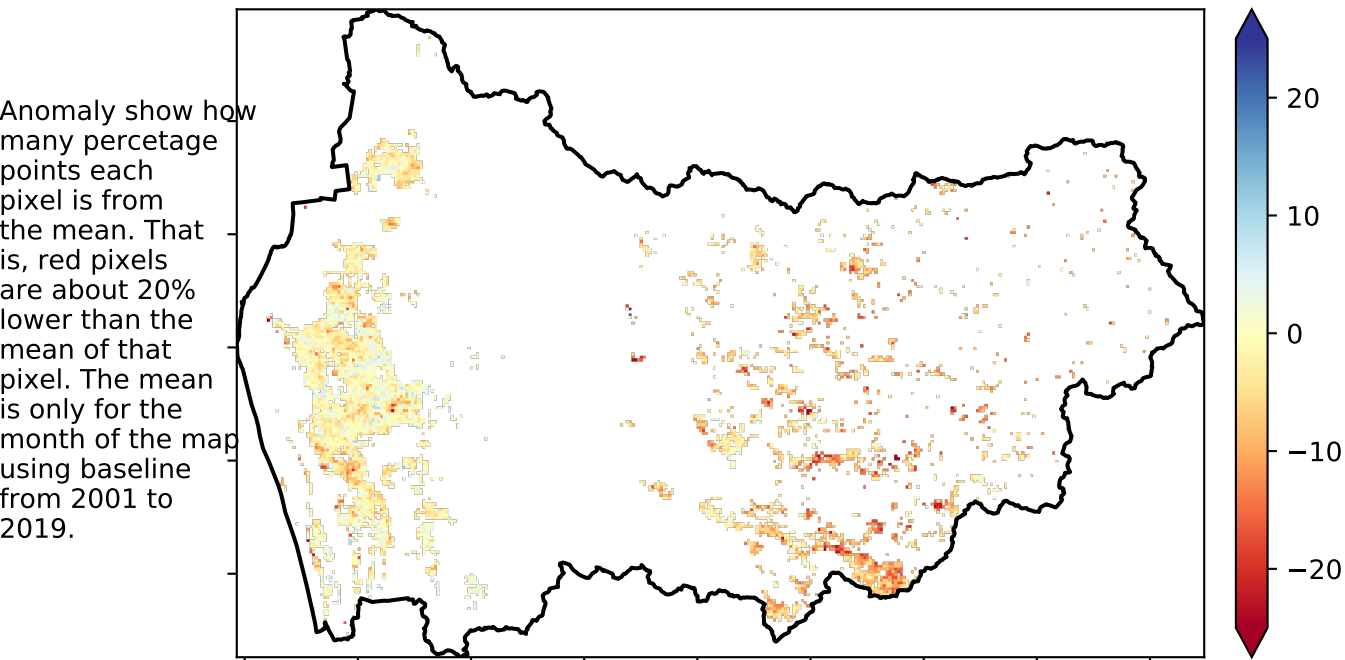 Anomaly show how
many percetage
points each
pixel is from
the mean. That
is, red pixels
are about 20%
lower than the
mean of that
pixel. The mean
is only for the
month of the map
using baseline
from 2001 to
2019.
20
10
0
−10
−20